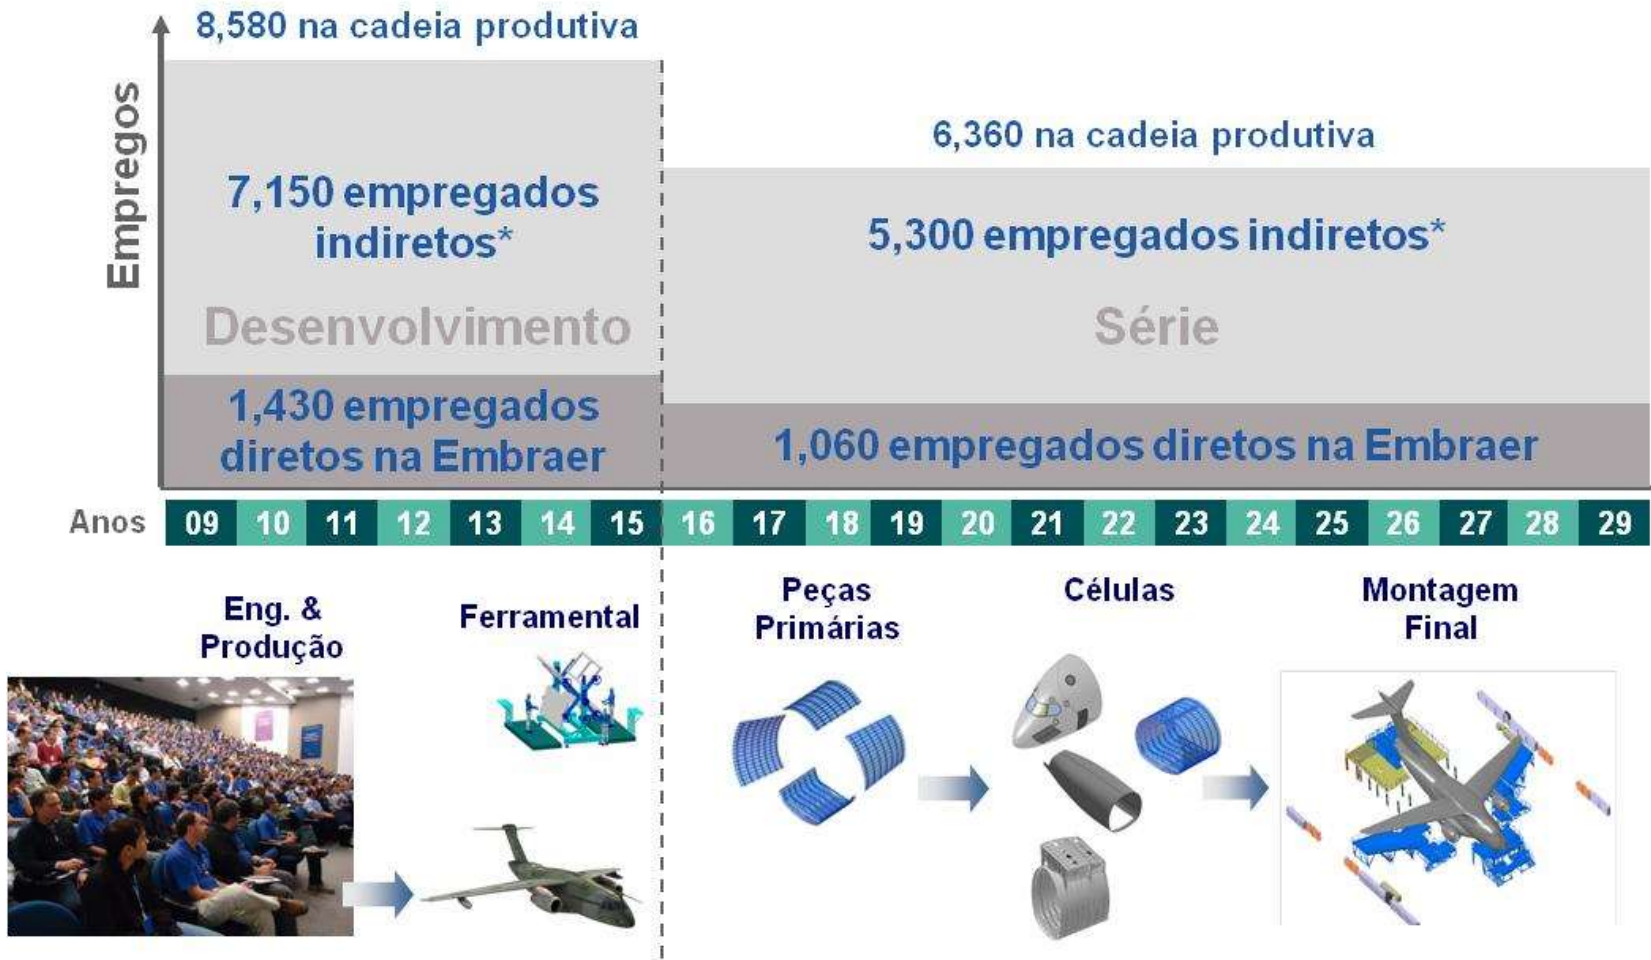 8,580 na cadeia produtiva
Empregos
6,360 na cadeia produtiva
7,150 empregados
indiretos*
5,300 empregados indiretos*
Desenvolvimento
Série
1,430 empregados
diretos na Embraer
1,060 empregados diretos na Embraer
Anos 09 10 11 12 13 14 15 16 17 18 19 20 21 22 23 24 25 26 27 28 29
Eng. &
Produção
Ferramental
Peças
Primárias
Células
Montagem
Final